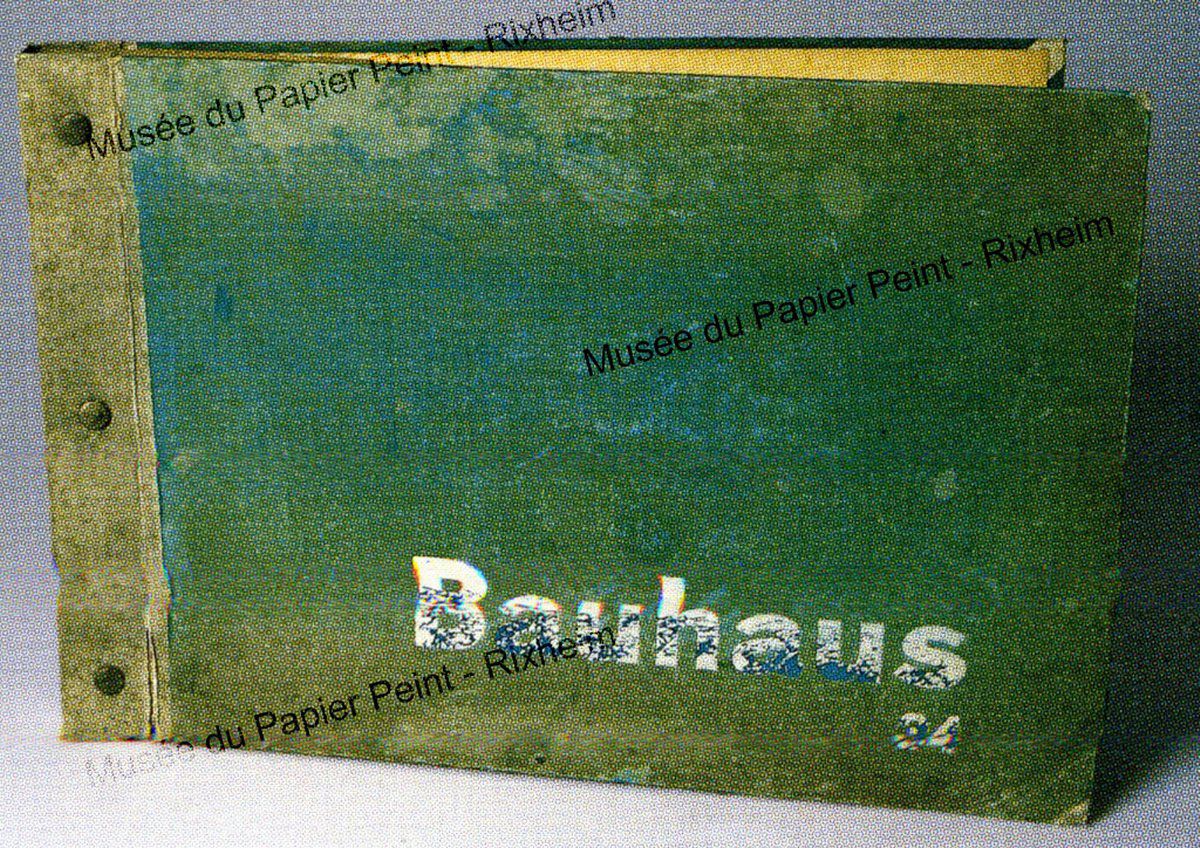 Musée du Papier Peint - Rixheim
Musée du Papier Peint - Rixheim
Bauhaus
34
Musée du Papier Peint - Rixheim